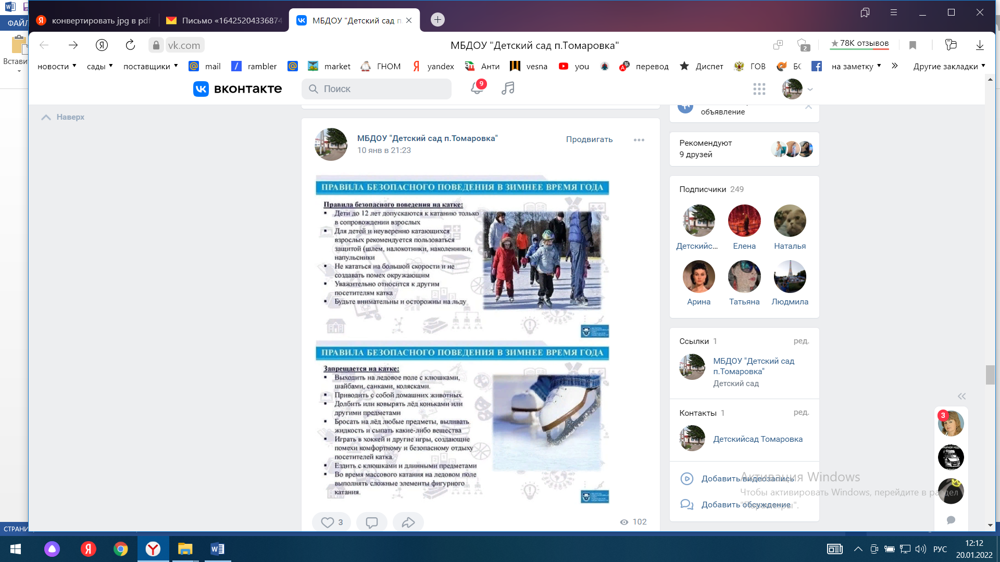 ФАЙЛ
Встави
конвертировать jpg в pdf
Письмо «16425204336874
МБДОУ "Детский сад п
vk.com
МБДОУ "Детский сад п.Томаровка"
2
★78K отзывов
новости
сады
поставщики
mail
rambler
market
ГНОМ
yandex
Анти
vesna
you
перевод
Диспет
ГОВ
на заметку
Другие закладки
вконтакте
Поиск
9
Наверх
МБДОУ "Детский сад п.Томаровка"
10 янв в 21:23
Продвигать
ПРАВИЛА БЕЗОПАСНОГО ПОВЕДЕНИЯ В ЗИМНЕЕ ВРЕМЯ ГОДА
Правила безопасного поведения на катке:
▪ Дети до 12 лет допускаются к катанию только
в сопровождении взрослых
▪ Для детей и неуверенно катающихся
взрослых рекомендуется пользоваться
защитой (шлем, налокотники, наколенники,
напульсники
▪ Не кататься на большой скорости и не
создавать помех окружающим
▪ Уважительно относится к другим
посетителям катка
▪ Будьте внимательны и осторожны на льду
ПРАВИЛА БЕЗОПАСНОГО ПОВЕДЕНИЯ В ЗИМНЕЕ ВРЕМЯ ГОДА
Запрещается на катке:
▪ Выходить на ледовое поле с клюшками,
шайбами, санками, колясками.
▪ Приводить с собой домашних животных.
▪ Долбить или ковырять лёд коньками или
другими предметами
▪ Бросать на лёд любые предметы, выливать
жидкость и сыпать какие-либо вещества
▪ Играть в хоккей и другие игры, создающие
помехи комфортному и безопасному отдыху
посетителей катка.
▪ Ездить с клюшками и длинными предметами
▪ Во время массового катания на ледовом поле
выполнять сложные элементы фигурного
катания.
3
102
объявление
Рекомендуют
9 друзей
Подписчики 249
Детскийс...
Елена
Наталья
Арина
Татьяна
Людмила
Ссылки 1
ред.
МБДОУ "Детский сад
п.Томаровка"
Детский сад
Контакты 1
ред.
Детскийсад Томаровка
Добавить видеозапись
Добавить обсуждение
Активация Windows
Чтобы активировать Windows, перейдите в раздел
"Параметры".
3
СТРАНИ
РУС
12:12
20.01.2022